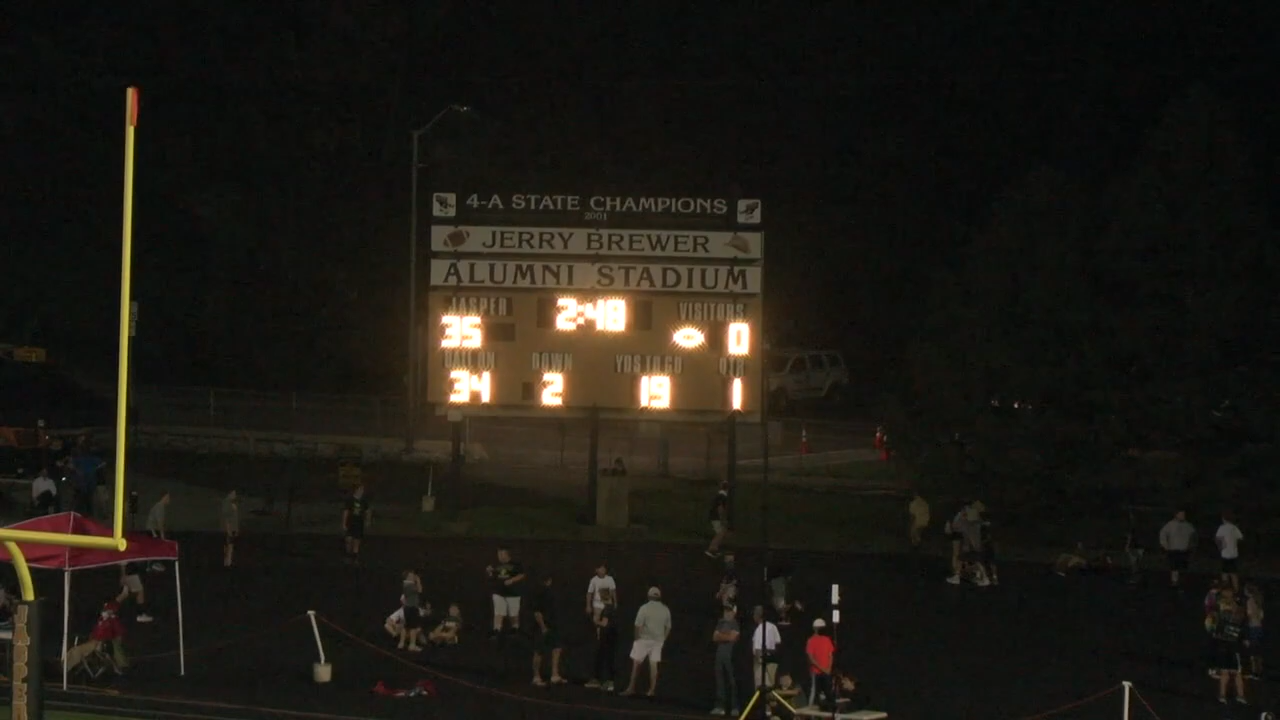 4-A STATE CHAMPIONS
2001
JERRY BREWER
ALUMNI STADIUM
JASPER 2:48 VISITORS
35 0
BALL ON DOWN YDS TO GO QTR
34 2 19 1